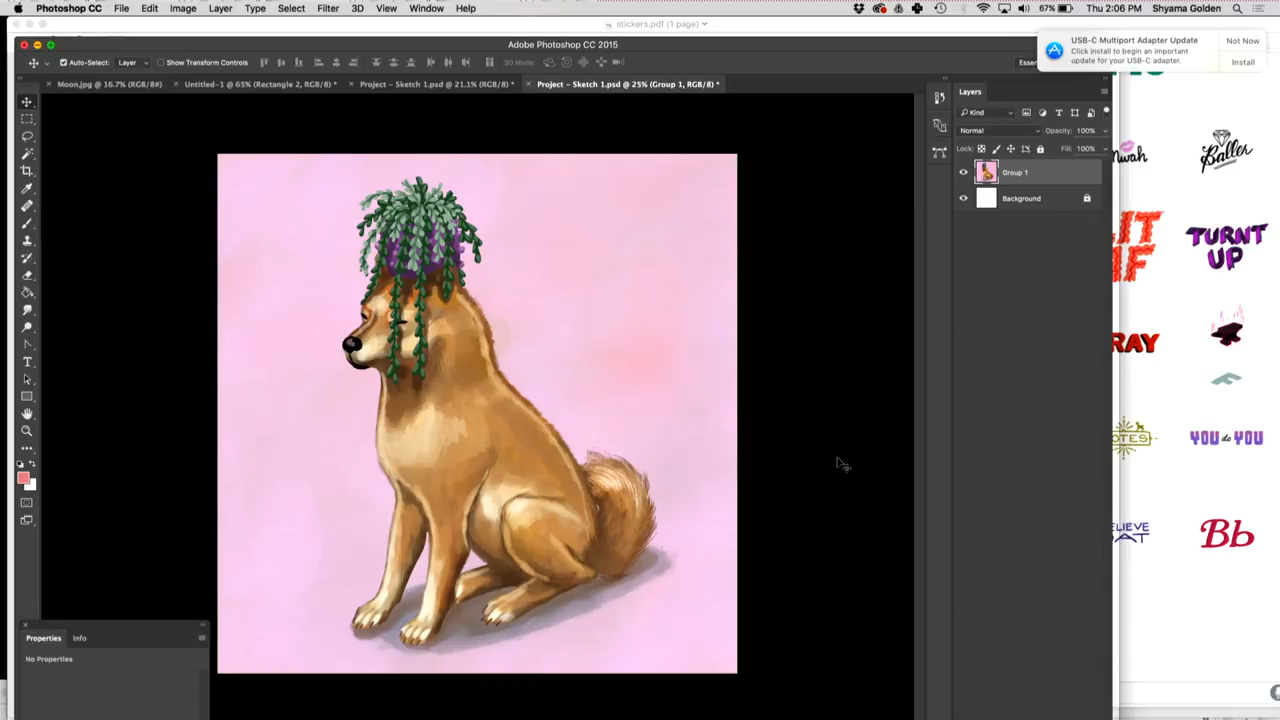 Photoshop CC File Edit Image Layer Type Select Filter 3D View Window Help 67% Thu 2:06 PM Shyama Golden
stickers.pdf (1 page)
Adobe Photoshop CC 2015
USB-C Multiport Adapter Update
Click install to begin an important
update for your USB-C adapter.
Not Now
Install
Auto-Select: Layer Show Transform Controls 3D Mode: Essen
Moon.jpg @ 16.7% (RGB/8#) Untitled-1 @ 65% (Rectangle 2, RGB/8) * Project – Sketch 1.psd @ 21.1% (RGB/8) * Project – Sketch 1.psd @ 25% (Group 1, RGB/8) *
Layers
Kind
Normal Opacity: 100%
Lock: Fill: 100%
Group 1
Background
Baller
TURNT
UP
RAY
F
OTES
YOU do YOU
ELIEVE
Bb
Properties Info
No Properties